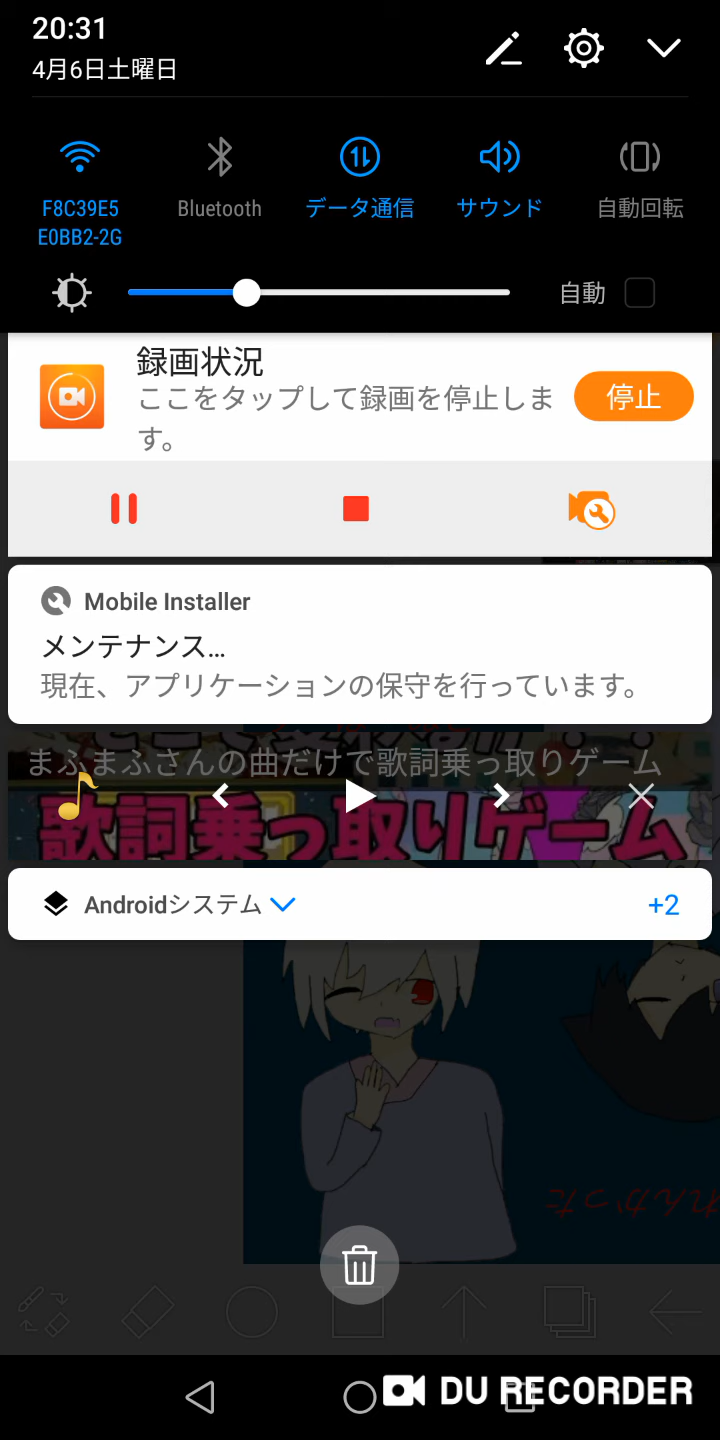 20:31
4月6日土曜日
F8C39E5
E0BB2-2G
Bluetooth
データ通信
サウンド
自動回転
自動
録画状況
ここをタップして録画を停止しま
す。
停止
Mobile Installer
メンテナンス…
現在、アプリケーションの保守を行っています。
まふまふさんの曲だけで歌詞乗っ取りゲーム
歌詞乗っ取りゲーム
Androidシステム
+2
DU RECORDER